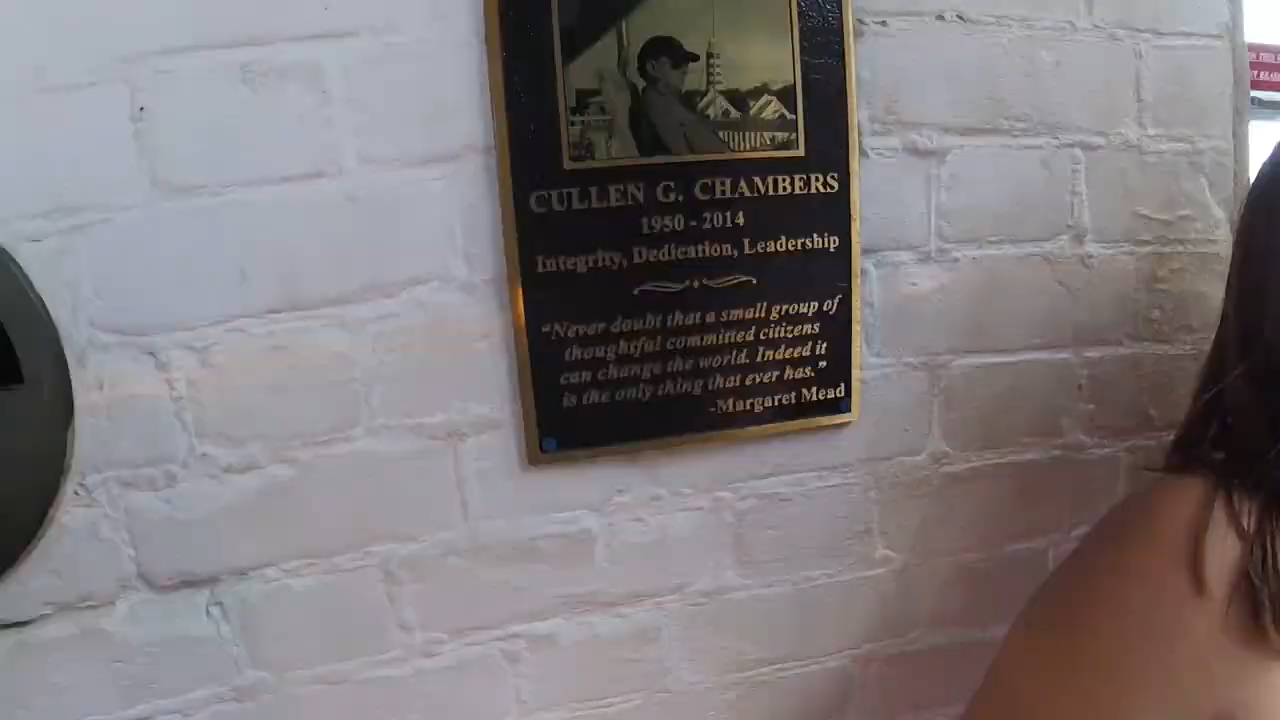 CULLEN G. CHAMBERS
1950 - 2014
Integrity, Dedication, Leadership
"Never doubt that a small group of
thoughtful committed citizens
can change the world. Indeed it
is the only thing that ever has."
-Margaret Mead